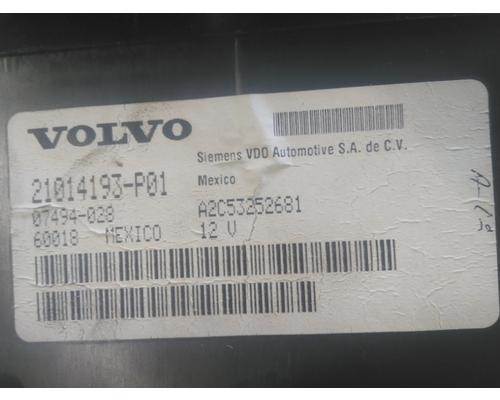 VOLVO
Siemens VDO Automotive S.A. de C.V.
21014193-P01
Mexico
07494-028
A2C53252681
60018 MEXICO
12 V